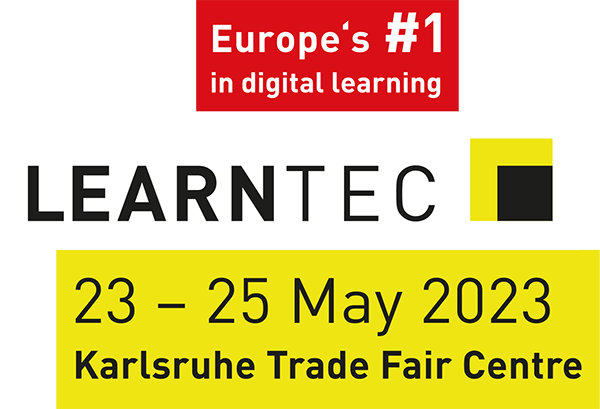 Europe‘s #1
in digital learning
LEARNTEC
23 – 25 May 2023
Karlsruhe Trade Fair Centre